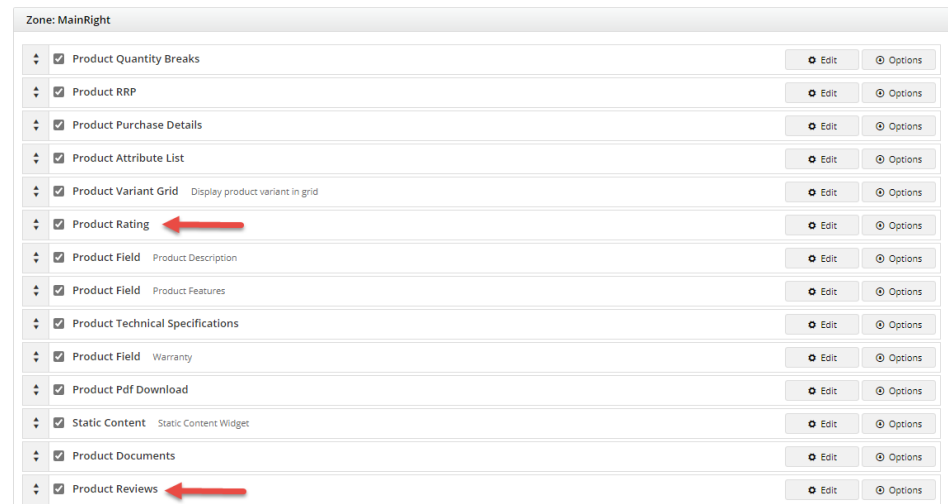 Zone: MainRight
Product Quantity Breaks Edit Options
Product RRP Edit Options
Product Purchase Details Edit Options
Product Attribute List Edit Options
Product Variant Grid Display product variant in grid Edit Options
Product Rating Edit Options
Product Field Product Description Edit Options
Product Field Product Features Edit Options
Product Technical Specifications Edit Options
Product Field Warranty Edit Options
Product Pdf Download Edit Options
Static Content Static Content Widget Edit Options
Product Documents Edit Options
Product Reviews Edit Options